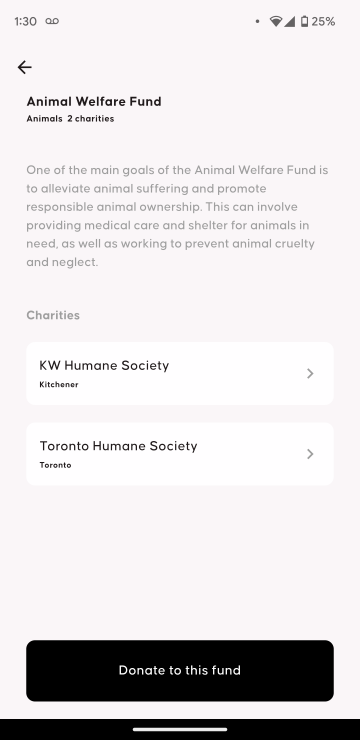 1:30
25%
Animal Welfare Fund
Animals 2 charities
One of the main goals of the Animal Welfare Fund is
to alleviate animal suffering and promote
responsible animal ownership. This can involve
providing medical care and shelter for animals in
need, as well as working to prevent animal cruelty
and neglect.
Charities
KW Humane Society
Kitchener
Toronto Humane Society
Toronto
Donate to this fund